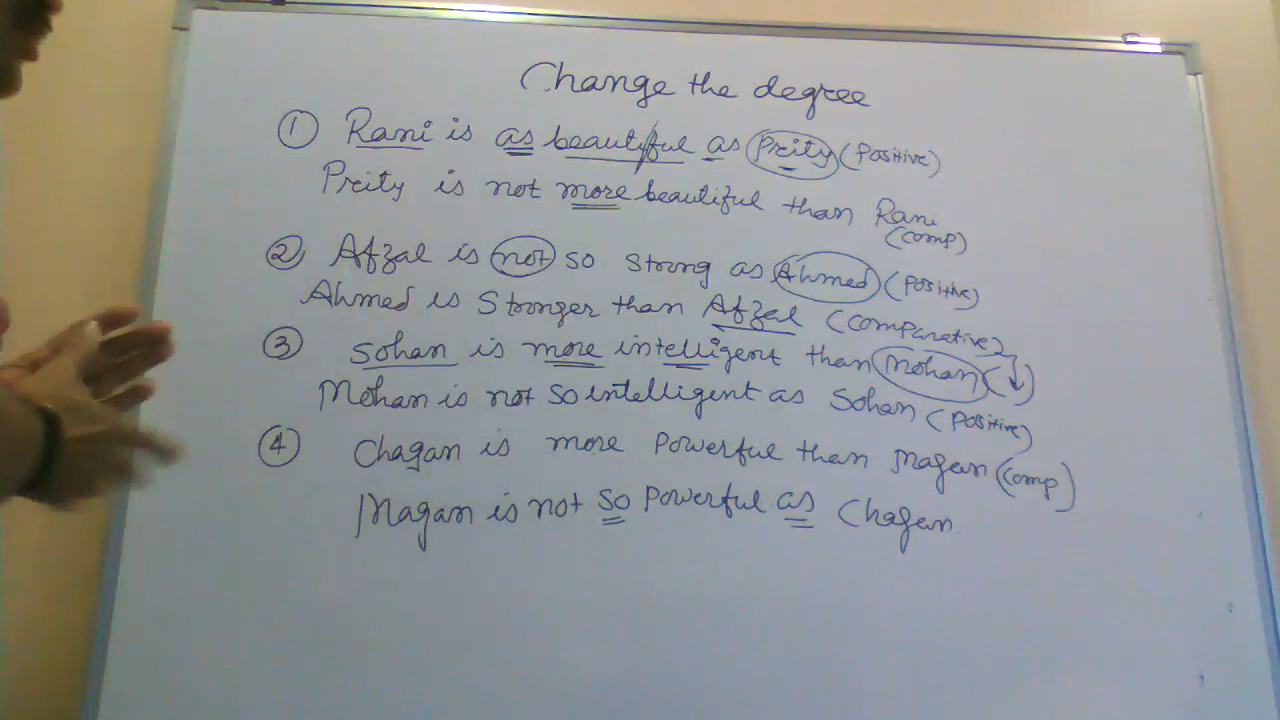 Change the degree
① Rani is as beautiful as Preity (Positive)
Preity is not more beautiful than Rani
(Comp)
② Afzal is not so strong as Ahmed (Positive)
Ahmed is Stronger than Afzal (Comparative)
③ Sohan is more intelligent than Mohan (↓)
Mohan is not so intelligent as Sohan (Positive)
④ Chagan is more Powerful than Magan (Comp)
Magan is not so Powerful as Chagan